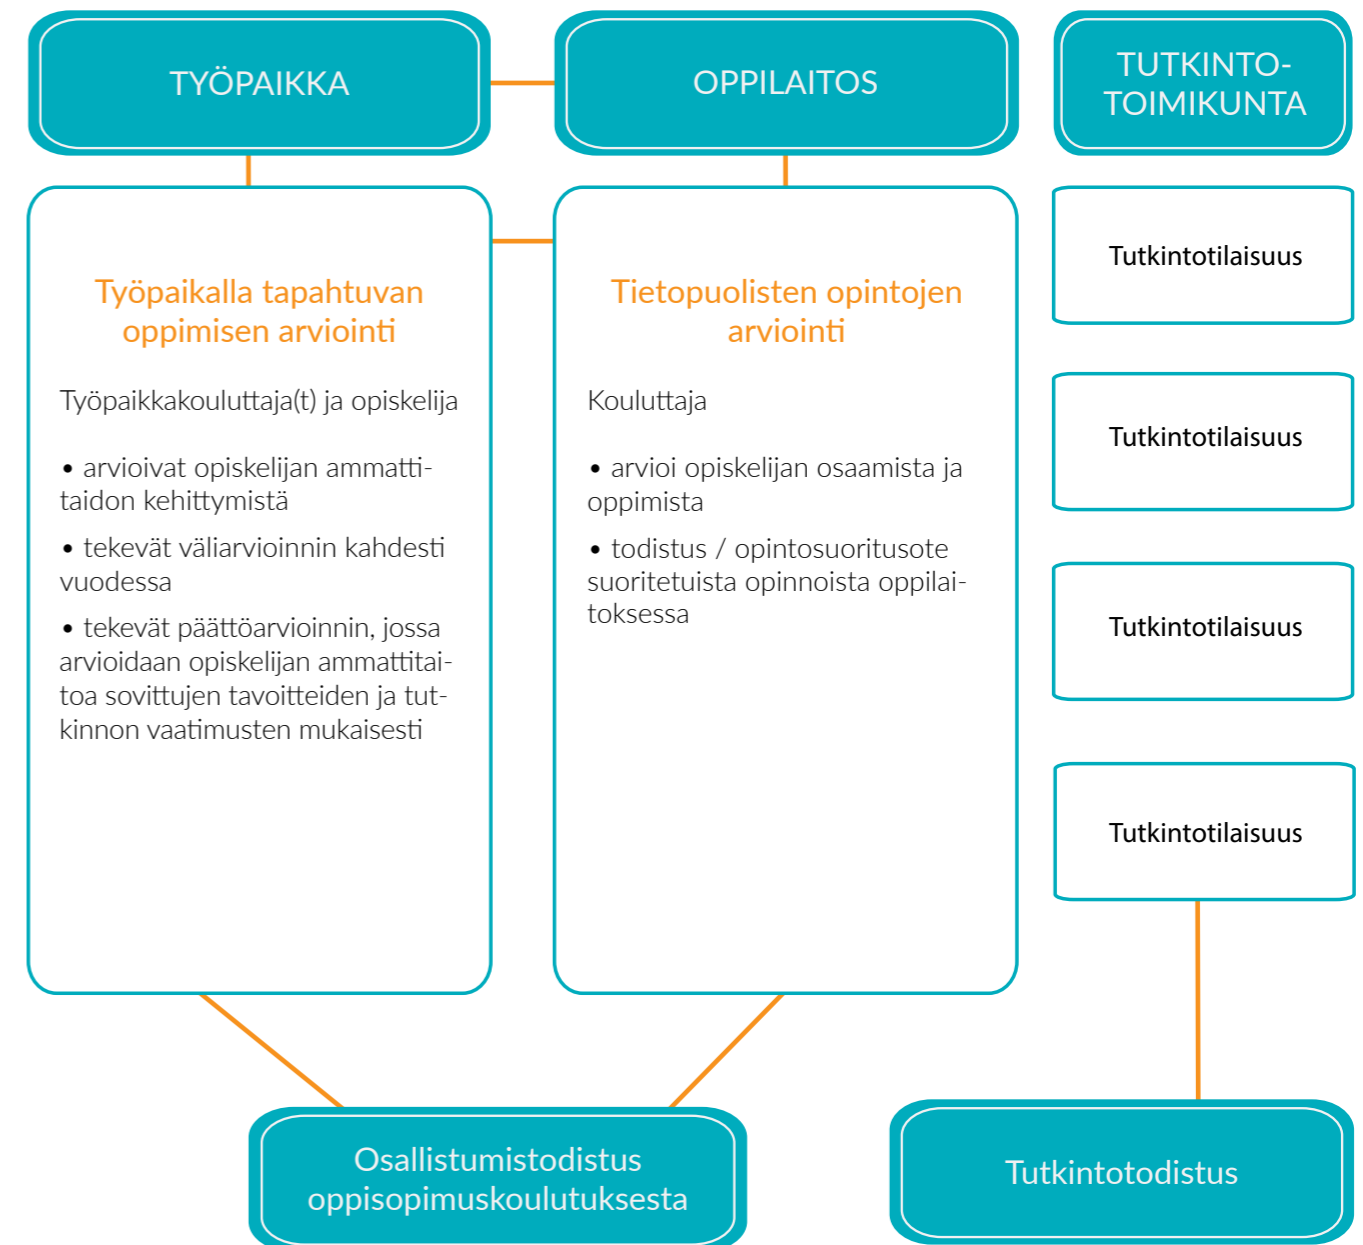 TYÖPAIKKA
OPPILAITOS
TUTKINTO-
TOIMIKUNTA
Työpaikalla tapahtuvan
oppimisen arviointi
Työpaikkakouluttaja(t) ja opiskelija
• arvioivat opiskelijan ammatti-
taidon kehittymistä
• tekevät väliarvioinnin kahdesti
vuodessa
• tekevät päättöarvioinnin, jossa
arvioidaan opiskelijan ammattitai-
toa sovittujen tavoitteiden ja tut-
kinnon vaatimusten mukaisesti
Tietopuolisten opintojen
arviointi
Kouluttaja
• arvioi opiskelijan osaamista ja
oppimista
• todistus / opintosuoritusote
suoritetuista opinnoista oppilai-
toksessa
Tutkintotilaisuus
Tutkintotilaisuus
Tutkintotilaisuus
Tutkintotilaisuus
Osallistumistodistus
oppisopimuskoulutuksesta
Tutkintotodistus